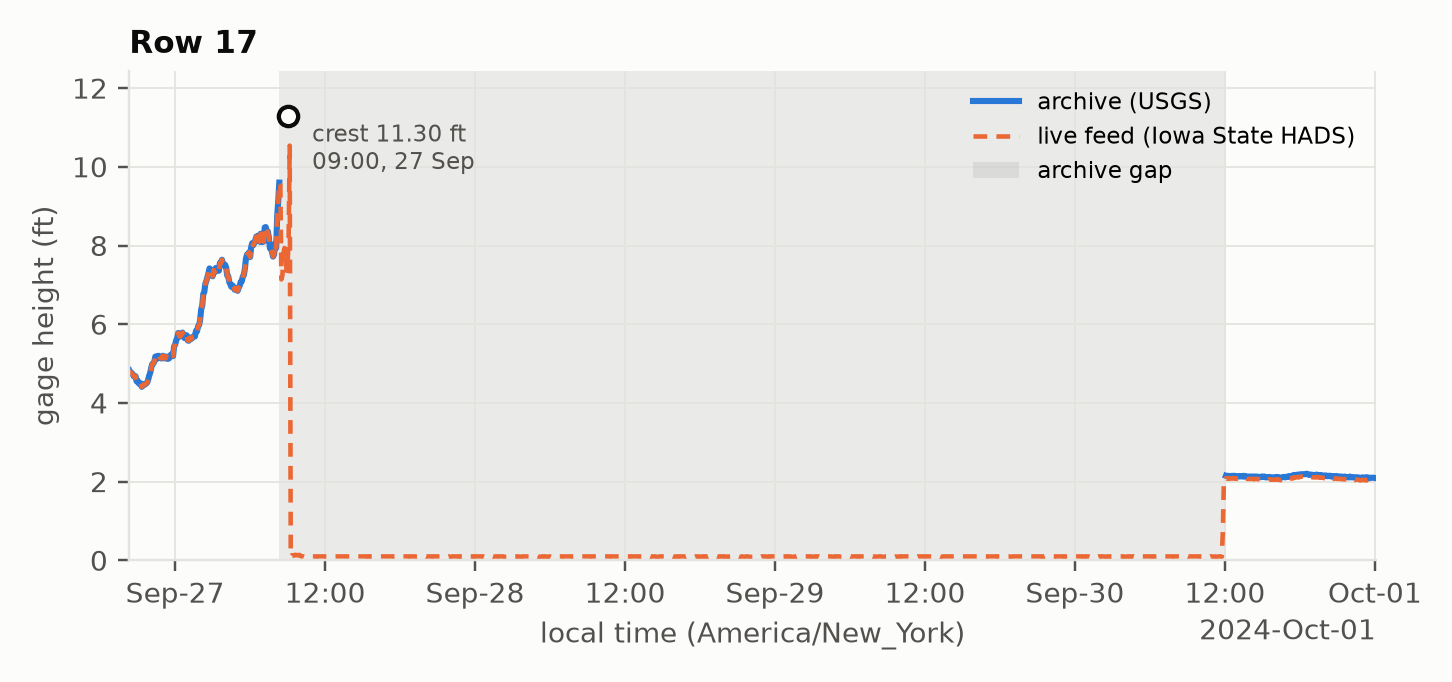 Row 17
12
10
8
6
4
2
0
gage height (ft)
crest 11.30 ft
09:00, 27 Sep
archive (USGS)
live feed (Iowa State HADS)
archive gap
Sep-27 12:00 Sep-28 12:00 Sep-29 12:00 Sep-30 12:00 Oct-01
local time (America/New_York)
2024-Oct-01